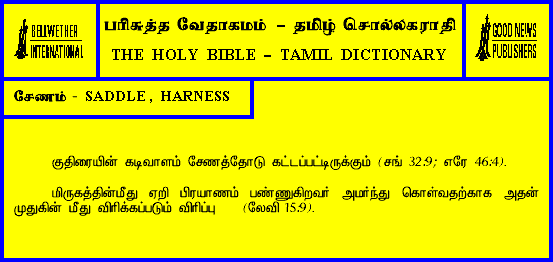 BELLWETHER
INTERNATIONAL
பரிசுத்த வேதாகமம் – தமிழ் சொல்லகராதி
THE HOLY BIBLE – TAMIL DICTIONARY
GOOD NEWS
PUBLISHERS
சேணம் - SADDLE , HARNESS
குதிரையின் கடிவாளம் சேணத்தோடு கட்டப்பட்டிருக்கும் (சங் 32:9; எரே 46:4).
மிருகத்தின்மீது ஏறி பிரயாணம் பண்ணுகிறவர் அமர்ந்து கொள்வதற்காக அதன்
முதுகின் மீது விரிக்கப்படும் விரிப்பு (லேவி 15:9).